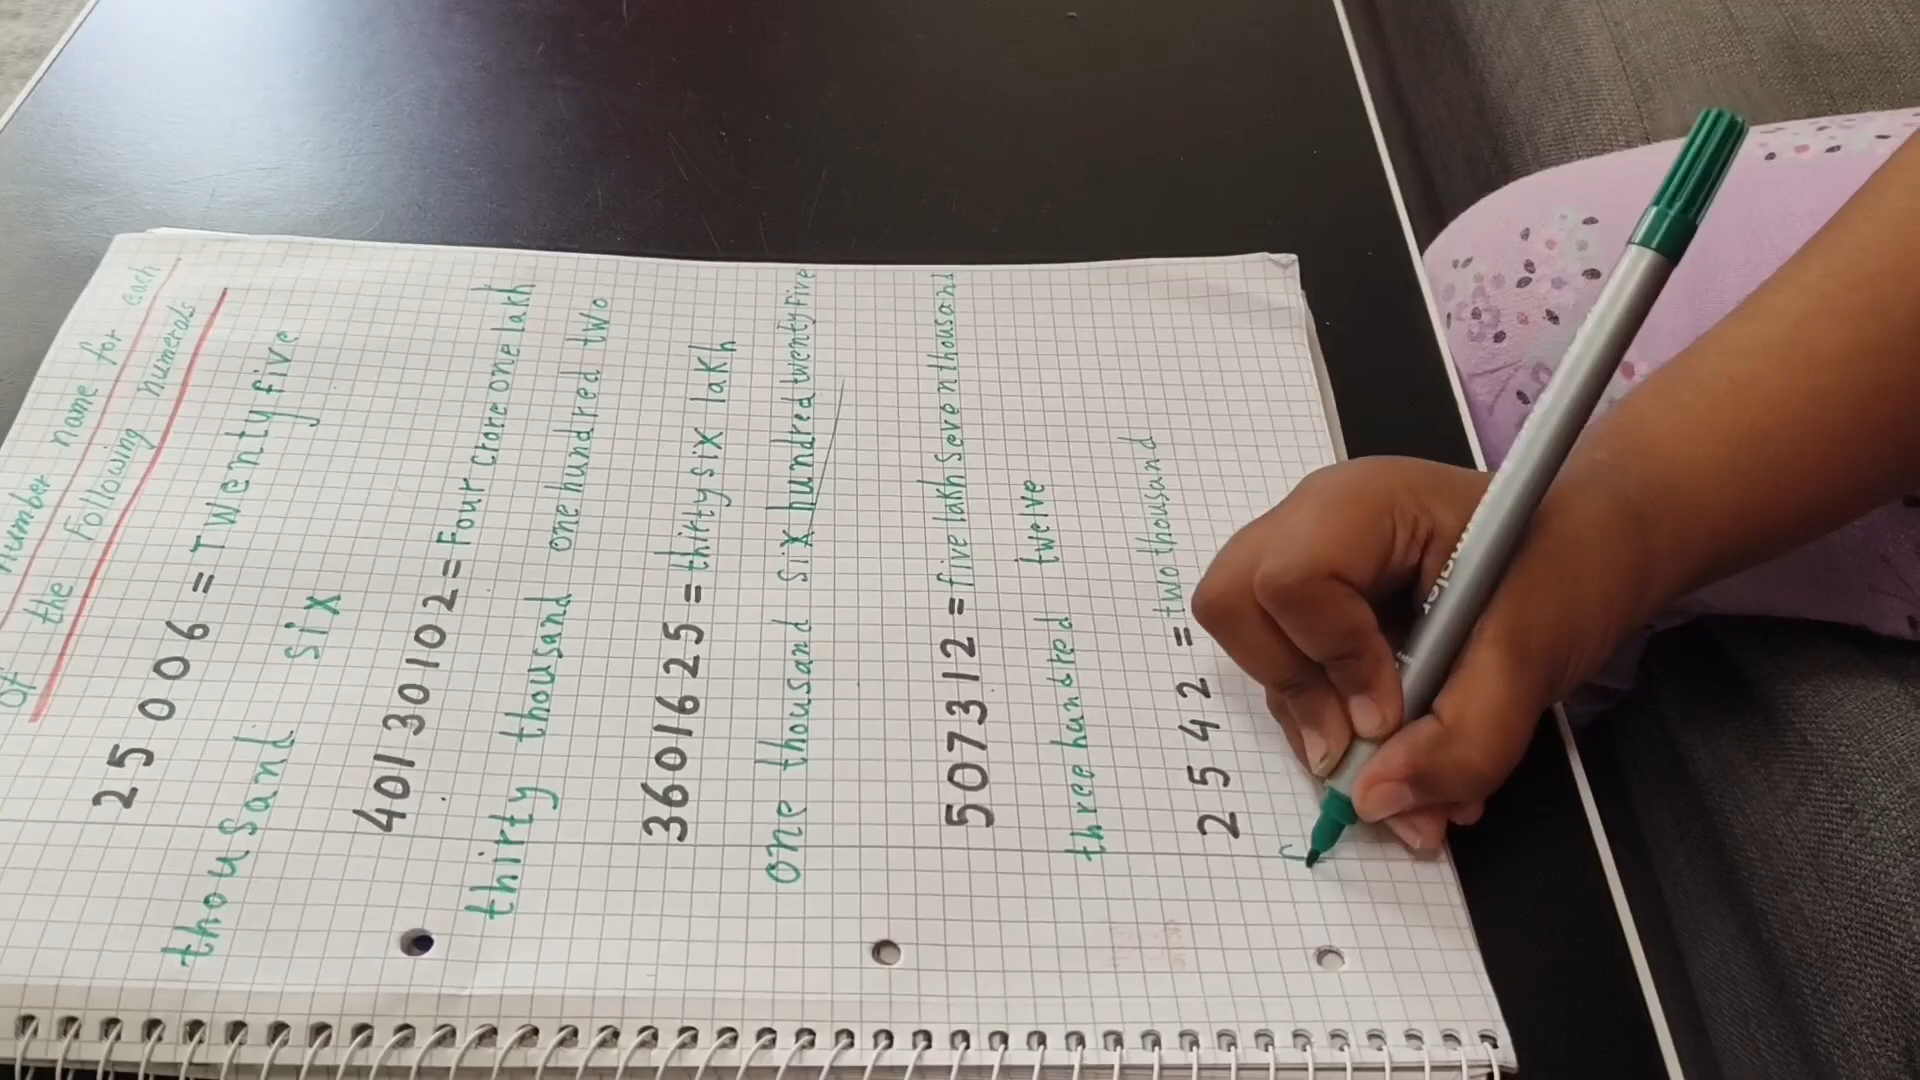 of number name for each
the Following numerals
25006 = Twenty five
thousand six
40130102 = Four crore one lakh
thirty thousand one hundred two
3601625 = thirty six lakh
one thousand six hundred twenty five
507312 = five lakh seven thousand
three hundred twelve
2542 = two thousand
f